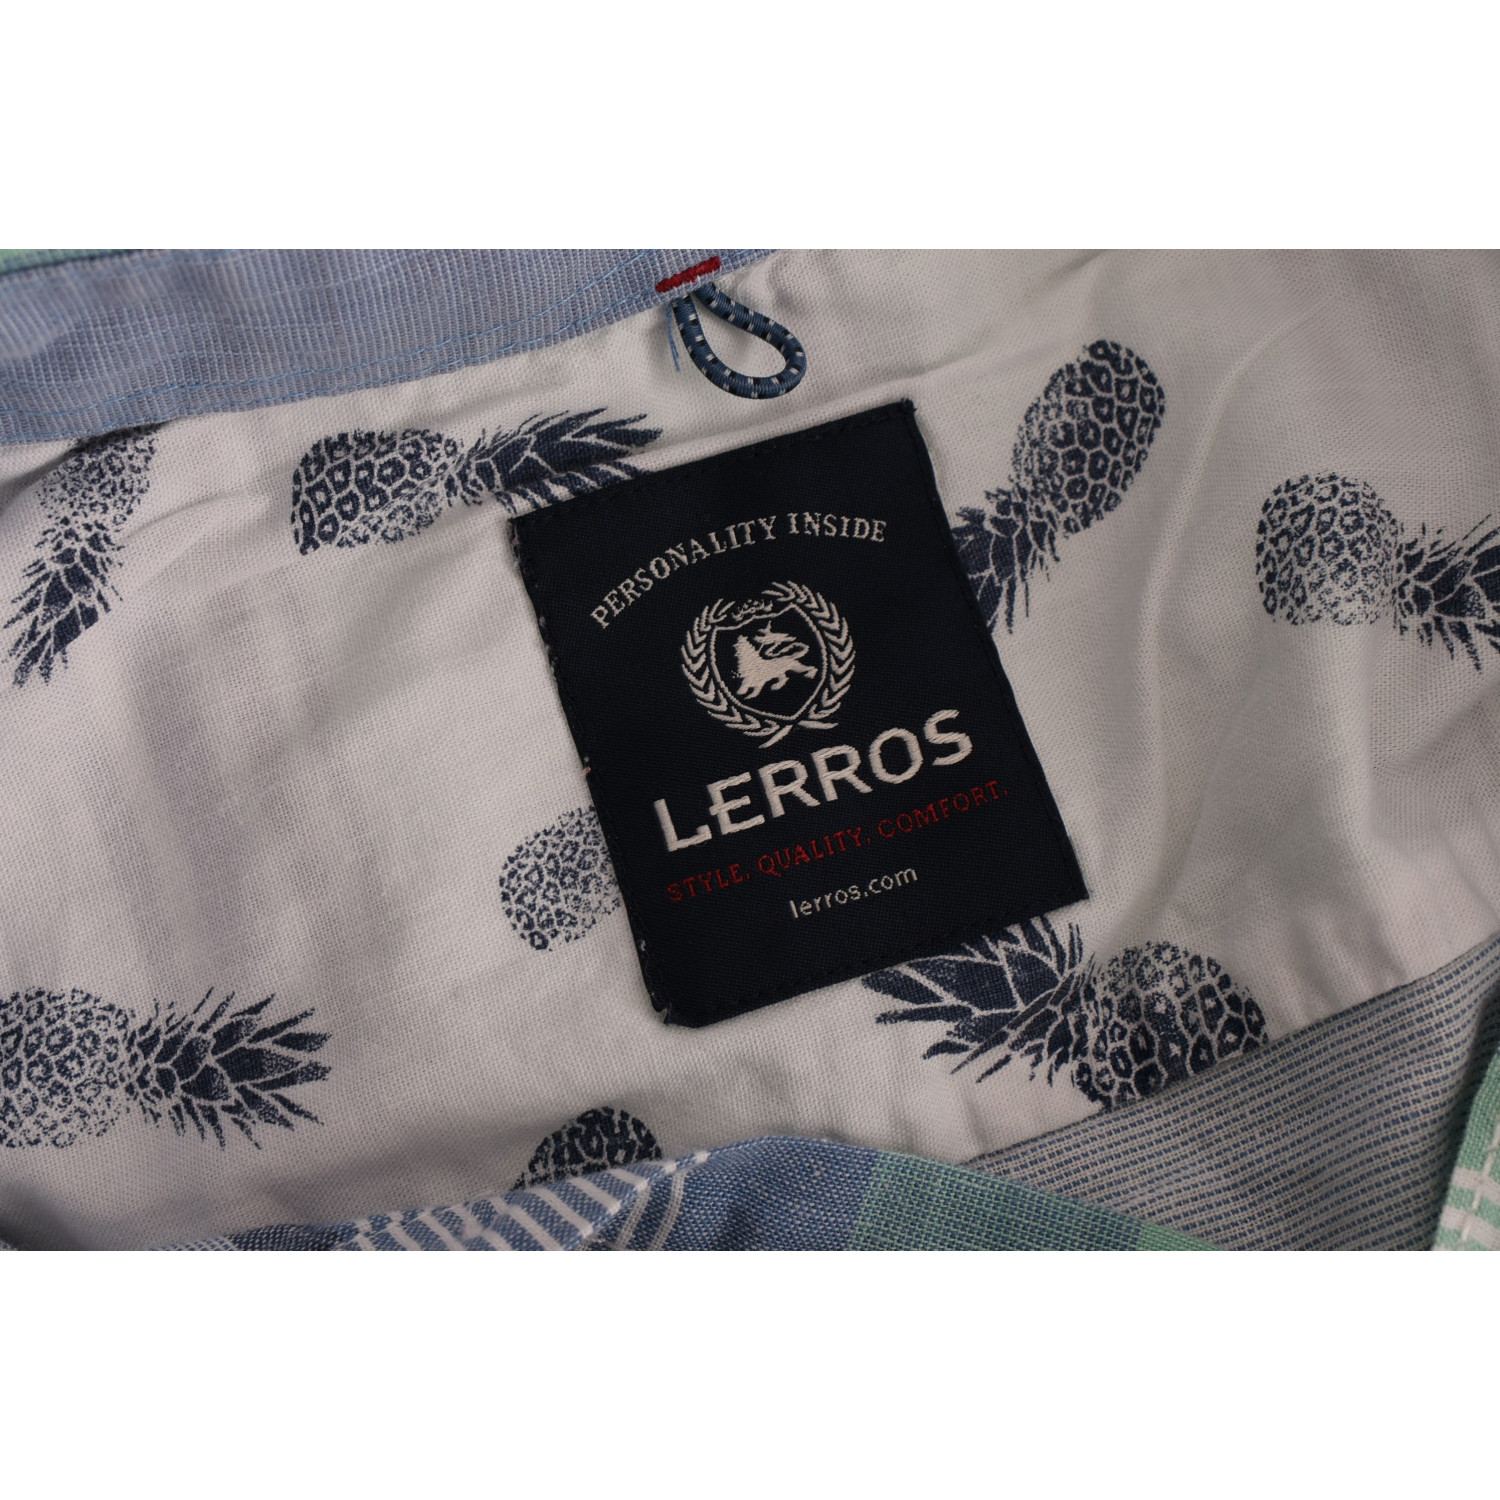 PERSONALITY INSIDE
LERROS
STYLE. QUALITY. COMFORT.
lerros.com